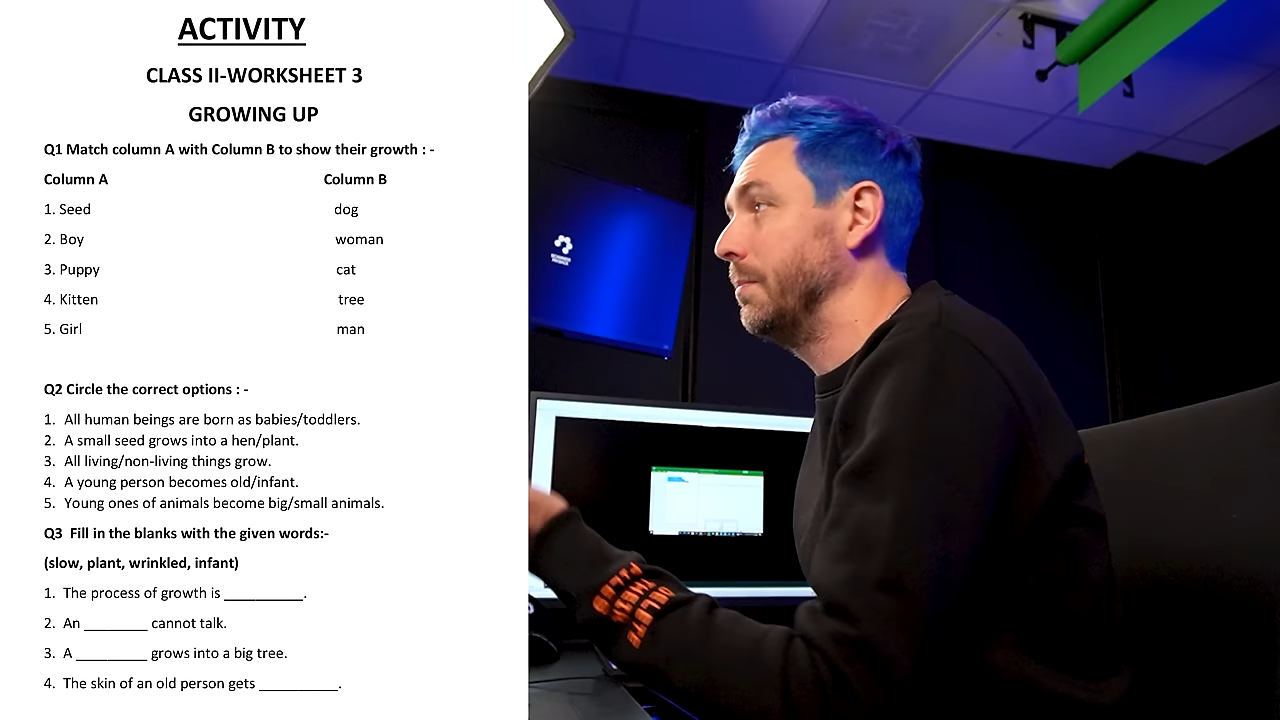 ACTIVITY
CLASS II-WORKSHEET 3
GROWING UP
Q1 Match column A with Column B to show their growth : -
Column A Column B
1. Seed dog
2. Boy woman
3. Puppy cat
4. Kitten tree
5. Girl man
Q2 Circle the correct options : -
1. All human beings are born as babies/toddlers.
2. A small seed grows into a hen/plant.
3. All living/non-living things grow.
4. A young person becomes old/infant.
5. Young ones of animals become big/small animals.
Q3 Fill in the blanks with the given words:-
(slow, plant, wrinkled, infant)
1. The process of growth is __________.
2. An ________ cannot talk.
3. A _________ grows into a big tree.
4. The skin of an old person gets __________.
DELETE
THESE
FILES